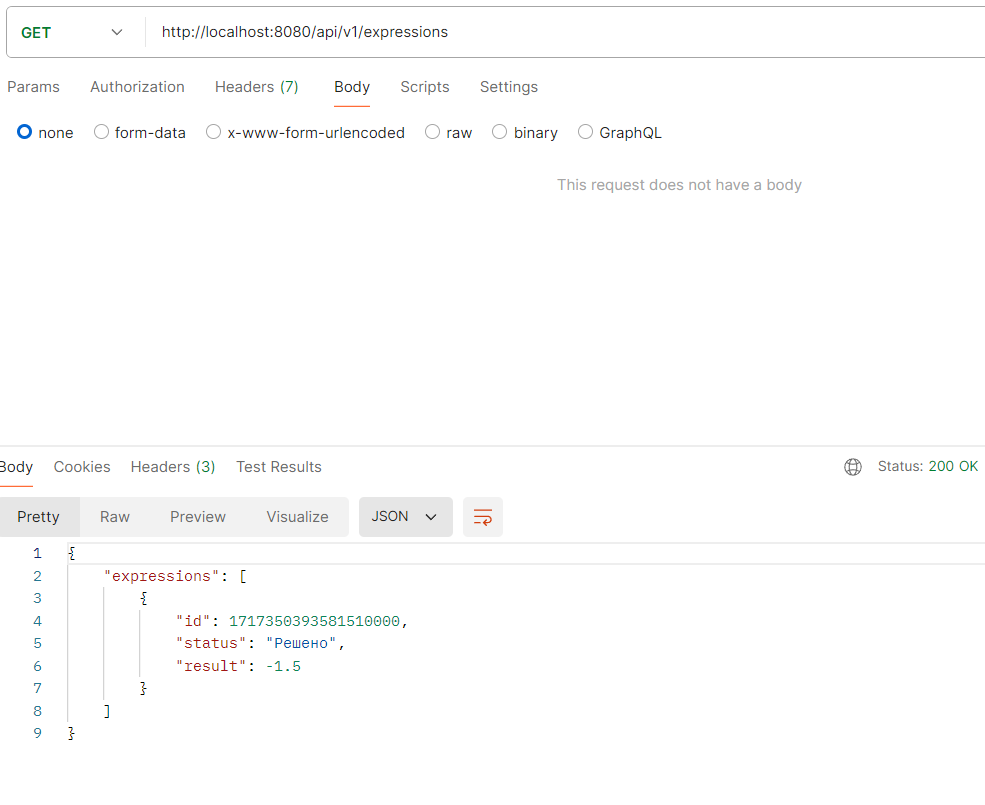 GET http://localhost:8080/api/v1/expressions
Params Authorization Headers (7) Body Scripts Settings
none form-data x-www-form-urlencoded raw binary GraphQL
This request does not have a body
Body Cookies Headers (3) Test Results Status: 200 OK
Pretty Raw Preview Visualize JSON
1 {
2 "expressions": [
3 {
4 "id": 1717350393581510000,
5 "status": "Решено",
6 "result": -1.5
7 }
8 ]
9 }